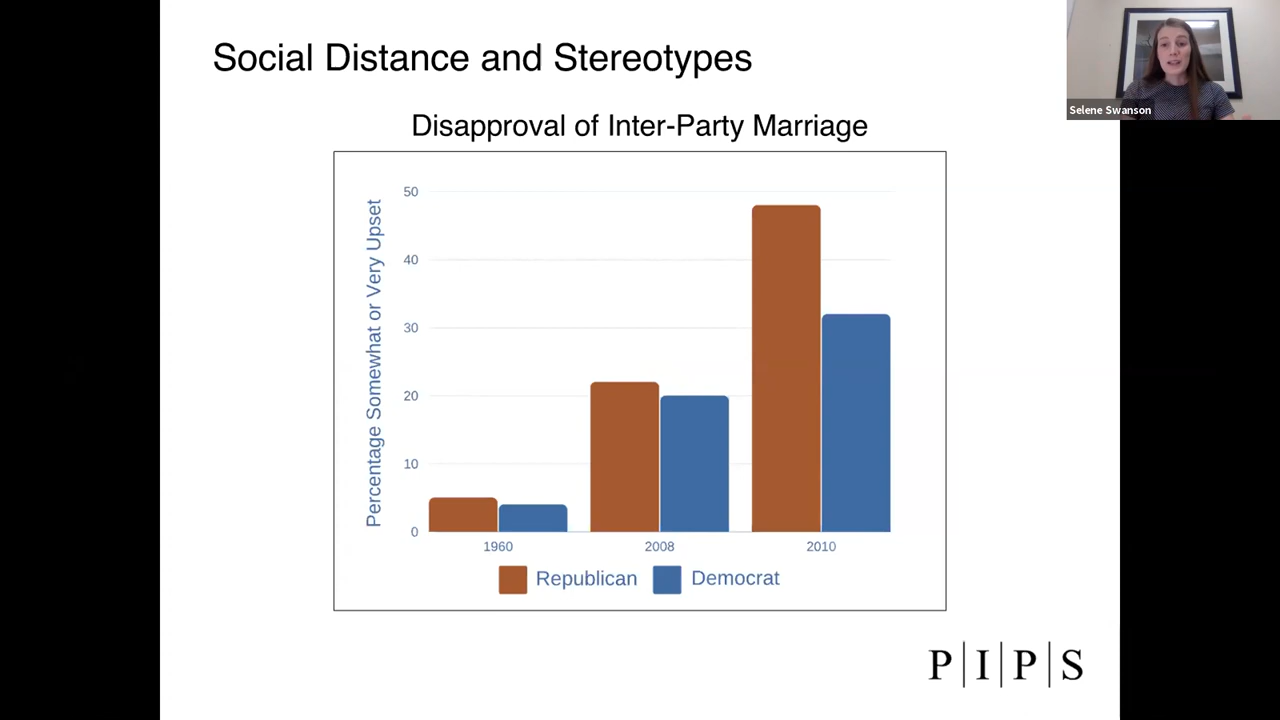 Social Distance and Stereotypes
Selene Swanson
Disapproval of Inter-Party Marriage
Percentage Somewhat or Very Upset
50
40
30
20
10
0
1960 2008 2010
Republican Democrat
P|I|P|S